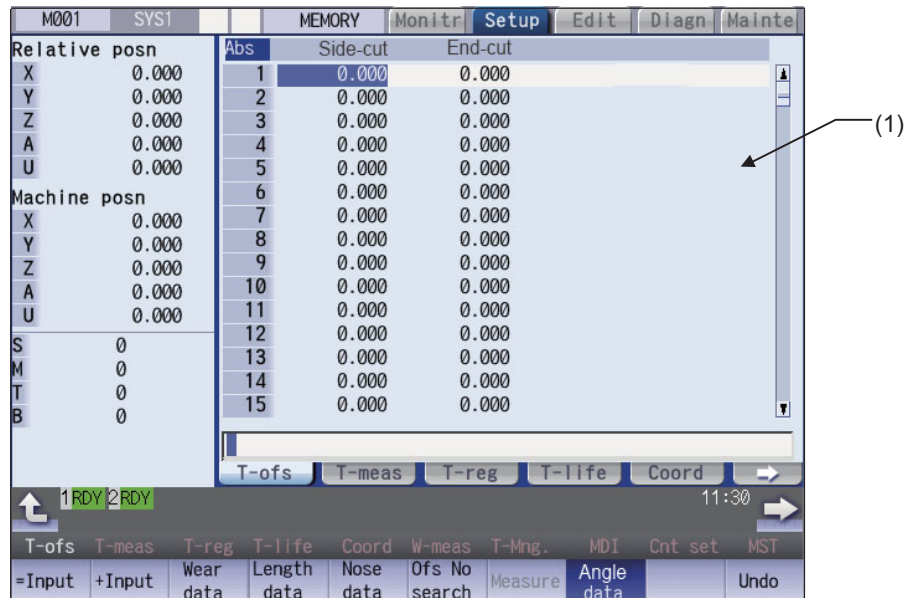 M001 SYS1 MEMORY Monitr Setup Edit Diagn Mainte
Relative posn
X 0.000
Y 0.000
Z 0.000
A 0.000
U 0.000
Machine posn
X 0.000
Y 0.000
Z 0.000
A 0.000
U 0.000
S 0
M 0
T 0
B 0
Abs Side-cut End-cut
1 0.000 0.000
2 0.000 0.000
3 0.000 0.000
4 0.000 0.000
5 0.000 0.000
6 0.000 0.000
7 0.000 0.000
8 0.000 0.000
9 0.000 0.000
10 0.000 0.000
11 0.000 0.000
12 0.000 0.000
13 0.000 0.000
14 0.000 0.000
15 0.000 0.000
(1)
T-ofs T-meas T-reg T-life Coord
1 RDY 2 RDY 11:30
T-ofs T-meas T-reg T-life Coord W-meas T-Mng. MDI Cnt set MST
=Input +Input Wear data Length data Nose data Ofs No search Measure Angle data Undo